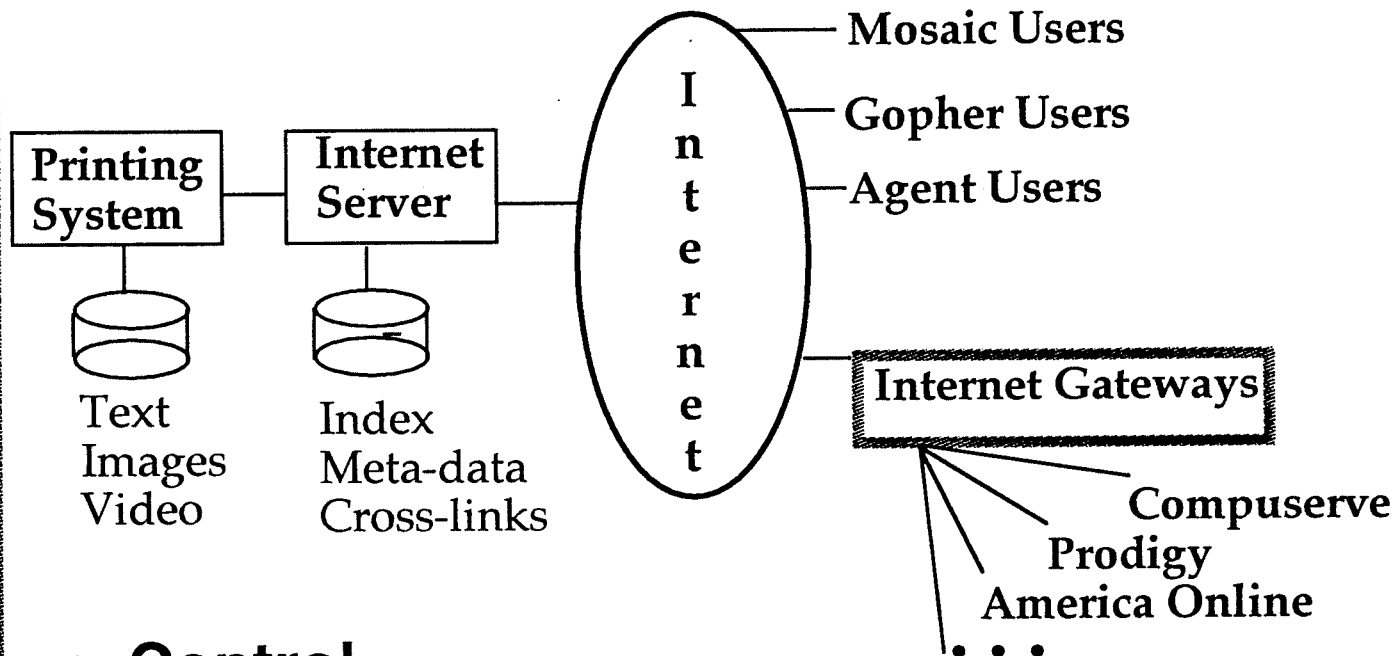 Printing
System
Internet
Server
Text
Images
Video
Index
Meta-data
Cross-links
Internet
Mosaic Users
Gopher Users
Agent Users
Internet Gateways
Compuserve
Prodigy
America Online